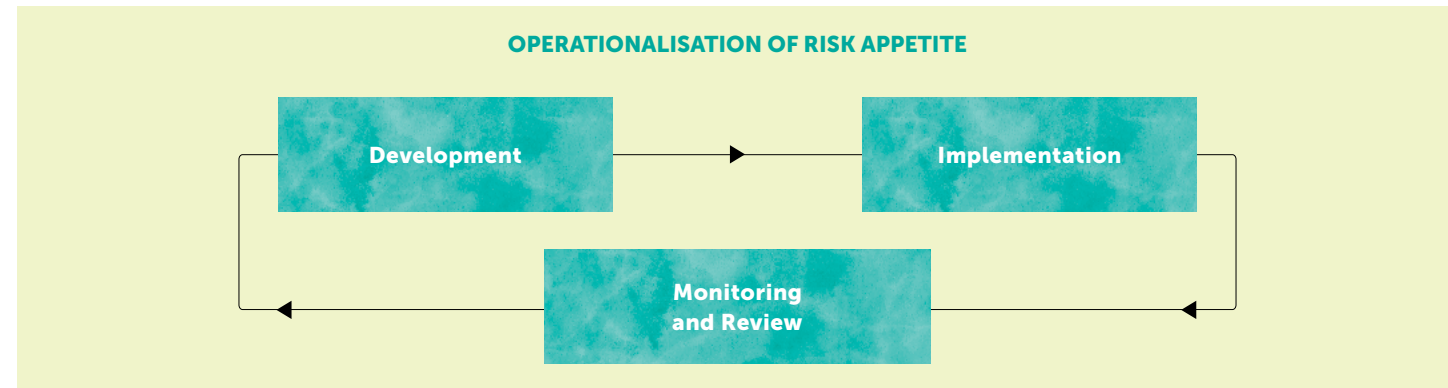 OPERATIONALISATION OF RISK APPETITE
Development
Implementation
Monitoring
and Review